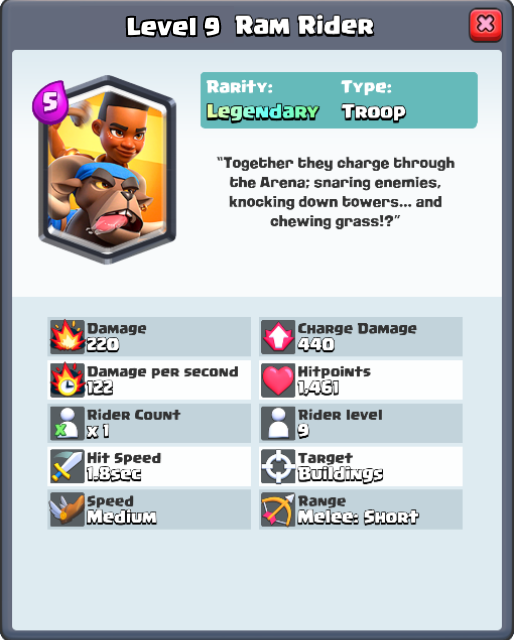 Level 9 Ram Rider
5
Rarity: Type:
Legendary Troop
“Together they charge through
the Arena; snaring enemies,
knocking down towers... and
chewing grass!?”
Damage Charge Damage
220 440
Damage per second Hitpoints
122 1,461
Rider Count Rider level
x 1 9
Hit Speed Target
1.8sec Buildings
Speed Range
Medium Melee: Short